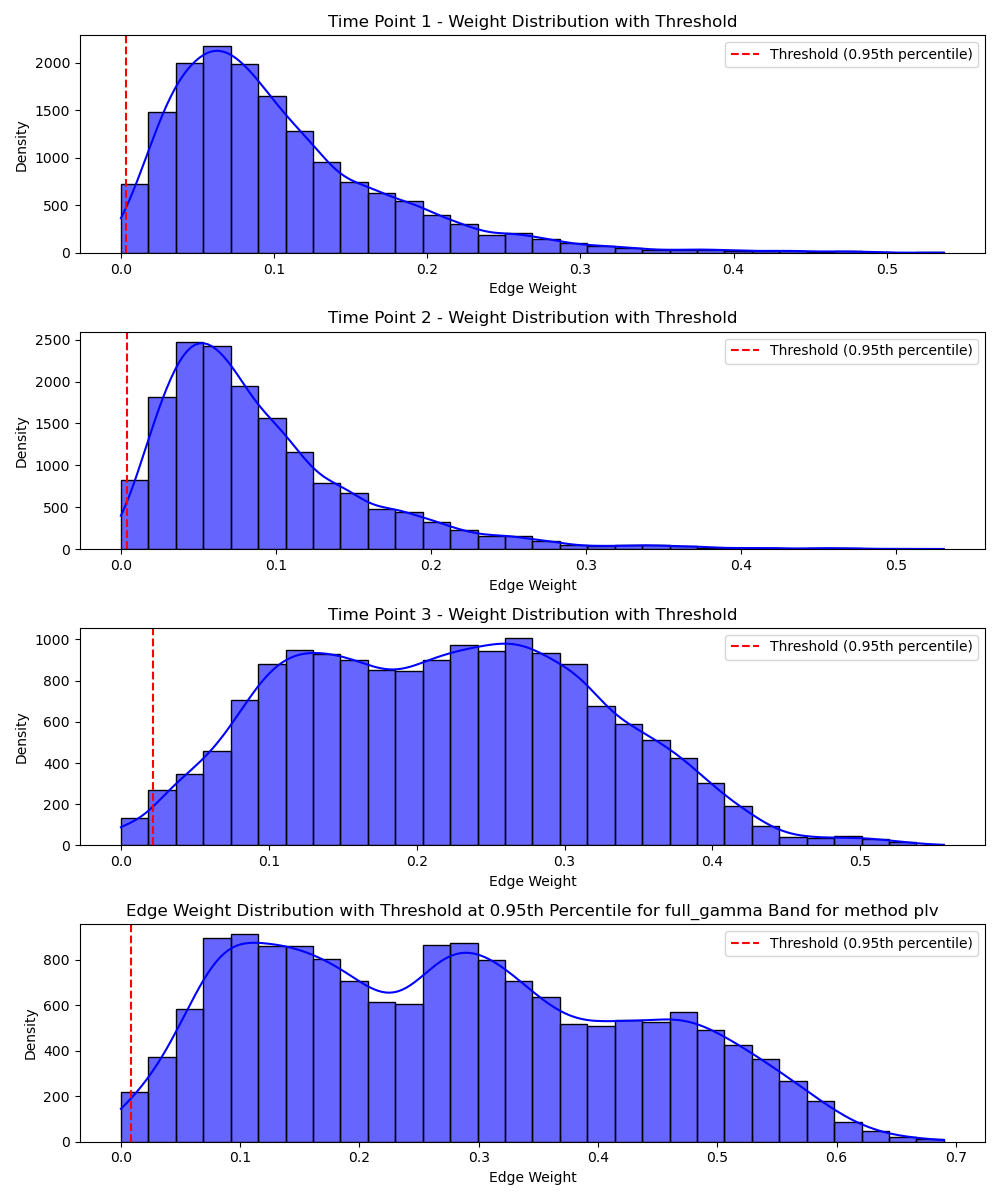 Time Point 1 - Weight Distribution with Threshold
Threshold (0.95th percentile)
Density
2000
1500
1000
500
0
0.0 0.1 0.2 0.3 0.4 0.5
Edge Weight
Time Point 2 - Weight Distribution with Threshold
Threshold (0.95th percentile)
Density
2500
2000
1500
1000
500
0
0.0 0.1 0.2 0.3 0.4 0.5
Edge Weight
Time Point 3 - Weight Distribution with Threshold
Threshold (0.95th percentile)
Density
1000
800
600
400
200
0
0.0 0.1 0.2 0.3 0.4 0.5
Edge Weight
Edge Weight Distribution with Threshold at 0.95th Percentile for full_gamma Band for method plv
Threshold (0.95th percentile)
Density
800
600
400
200
0
0.0 0.1 0.2 0.3 0.4 0.5 0.6 0.7
Edge Weight